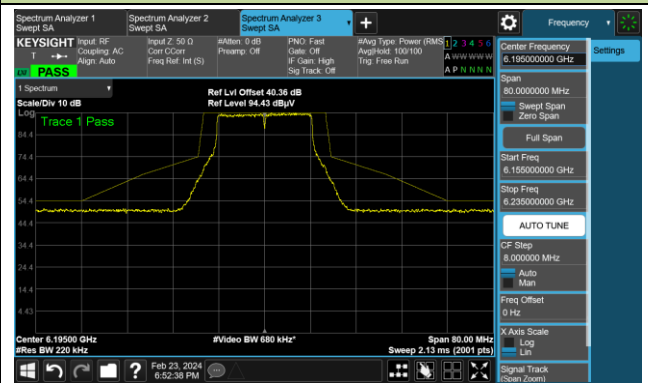 Spectrum Analyzer 1
Swept SA
Spectrum Analyzer 2
Swept SA
Spectrum Analyzer 3
Swept SA
Frequency
KEYSIGHT
Input: RF
Coupling: AC
Align: Auto
Input Z: 50 Ω
Corr CCorr
Freq Ref: Int (S)
#Atten: 0 dB
Preamp: Off
PNO: Fast
Gate: Off
IF Gain: High
Sig Track: Off
#Avg Type: Power (RMS)
Avg|Hold: 100/100
Trig: Free Run
1 2 3 4 5 6
A W W W W W
A P N N N N
LXI PASS
1 Spectrum
Scale/Div 10 dB
Ref Lvl Offset 40.36 dB
Ref Level 94.43 dBµV
Log
Trace 1 Pass
84.4
74.4
64.4
54.4
44.4
34.4
24.4
14.4
4.43
Center 6.19500 GHz
#Res BW 220 kHz
#Video BW 680 kHz*
Span 80.00 MHz
Sweep 2.13 ms (2001 pts)
Center Frequency
6.195000000 GHz
Settings
Span
80.0000000 MHz
Swept Span
Zero Span
Full Span
Start Freq
6.155000000 GHz
Stop Freq
6.235000000 GHz
AUTO TUNE
CF Step
8.000000 MHz
Auto
Man
Freq Offset
0 Hz
X Axis Scale
Log
Lin
Signal Track
(Span Zoom)
?
Feb 23, 2024
6:52:38 PM